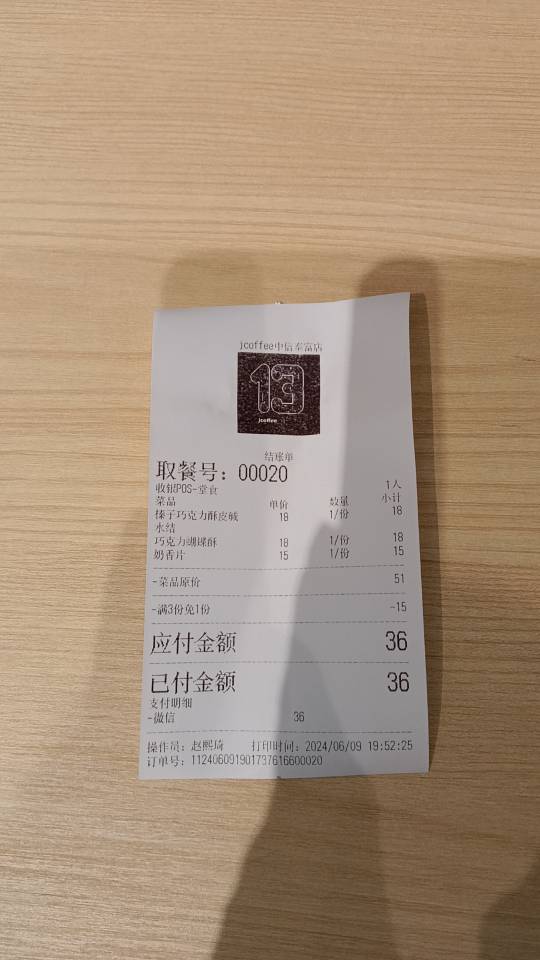 jcoffee中信泰富店
13
jcoffee
结账单
取餐号：00020
收银POS-堂食 1人
菜品 单价 数量 小计
榛子巧克力酥皮碱 18 1/份 18
水结
巧克力蝴蝶酥 18 1/份 18
奶香片 15 1/份 15
-菜品原价 51
-满3份免1份 -15
应付金额 36
已付金额 36
支付明细
-微信 36
操作员：赵熙琦 打印时间：2024/06/09 19:52:25
订单号：112406091901737616600020